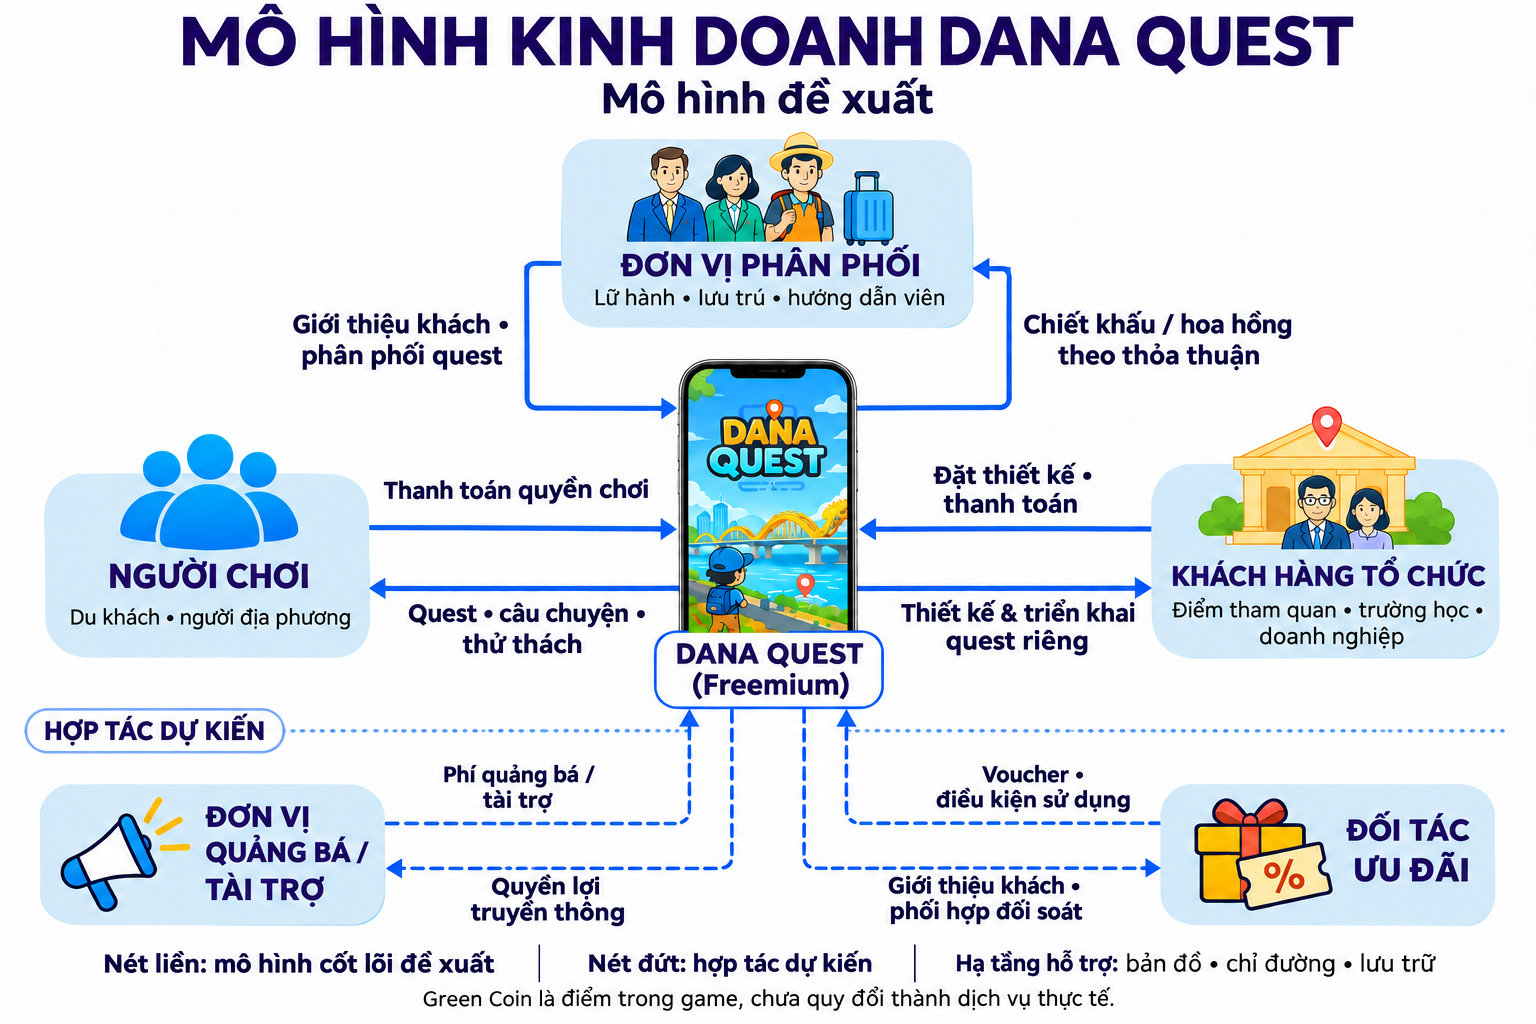 MÔ HÌNH KINH DOANH DANA QUEST
Mô hình đề xuất
ĐƠN VỊ PHÂN PHỐI
Lữ hành • lưu trú • hướng dẫn viên
Giới thiệu khách •
phân phối quest
Chiết khấu / hoa hồng
theo thỏa thuận
DANA
QUEST
Thanh toán quyền chơi
Đặt thiết kế •
thanh toán
NGƯỜI CHƠI
Du khách • người địa phương
KHÁCH HÀNG TỔ CHỨC
Điểm tham quan • trường học •
doanh nghiệp
Quest • câu chuyện •
thử thách
Thiết kế & triển khai
quest riêng
DANA QUEST
(Freemium)
HỢP TÁC DỰ KIẾN
Phí quảng bá /
tài trợ
Voucher •
điều kiện sử dụng
ĐƠN VỊ
QUẢNG BÁ /
TÀI TRỢ
%
ĐỐI TÁC
ƯU ĐÃI
Quyền lợi
truyền thông
Giới thiệu khách •
phối hợp đối soát
Nét liền: mô hình cốt lõi đề xuất
Nét đứt: hợp tác dự kiến
Hạ tầng hỗ trợ: bản đồ • chỉ đường • lưu trữ
Green Coin là điểm trong game, chưa quy đổi thành dịch vụ thực tế.